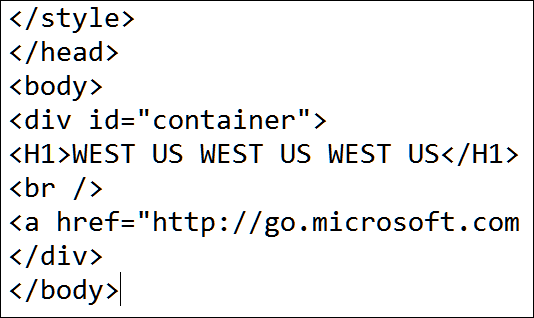 </style>
</head>
<body>
<div id="container">
<H1>WEST US WEST US WEST US</H1>
<br />
<a href="http://go.microsoft.com
</div>
</body>